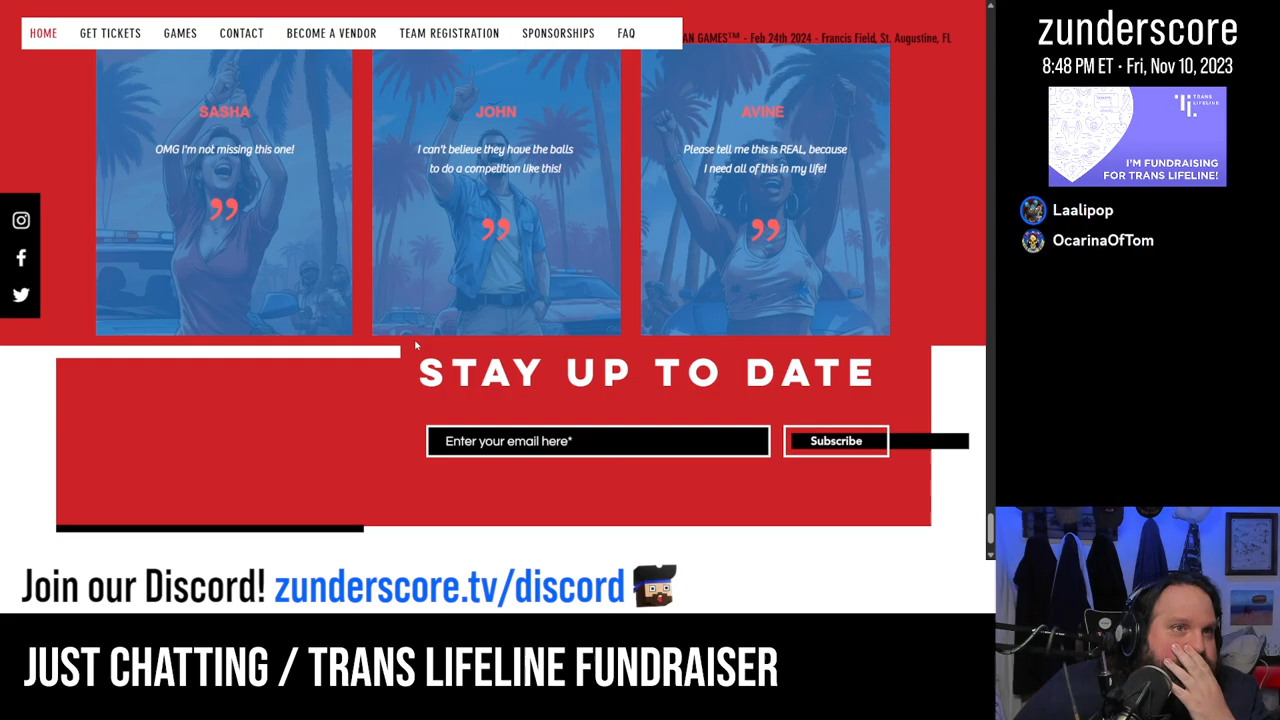 HOME GET TICKETS GAMES CONTACT BECOME A VENDOR TEAM REGISTRATION SPONSORSHIPS FAQ
GAMES™ - Feb 24th 2024 - Francis Field, St. Augustine, FL
SASHA
OMG I'm not missing this one!
”
JOHN
I can't believe they have the balls
to do a competition like this!
”
AVINE
Please tell me this is REAL, because
I need all of this in my life!
”
STAY UP TO DATE
Enter your email here*
Subscribe
Join our Discord! zunderscore.tv/discord
JUST CHATTING / TRANS LIFELINE FUNDRAISER
zunderscore
8:48 PM ET · Fri, Nov 10, 2023
TRANS
LIFELINE
I'M FUNDRAISING
FOR TRANS LIFELINE!
Laalipop
OcarinaOfTom